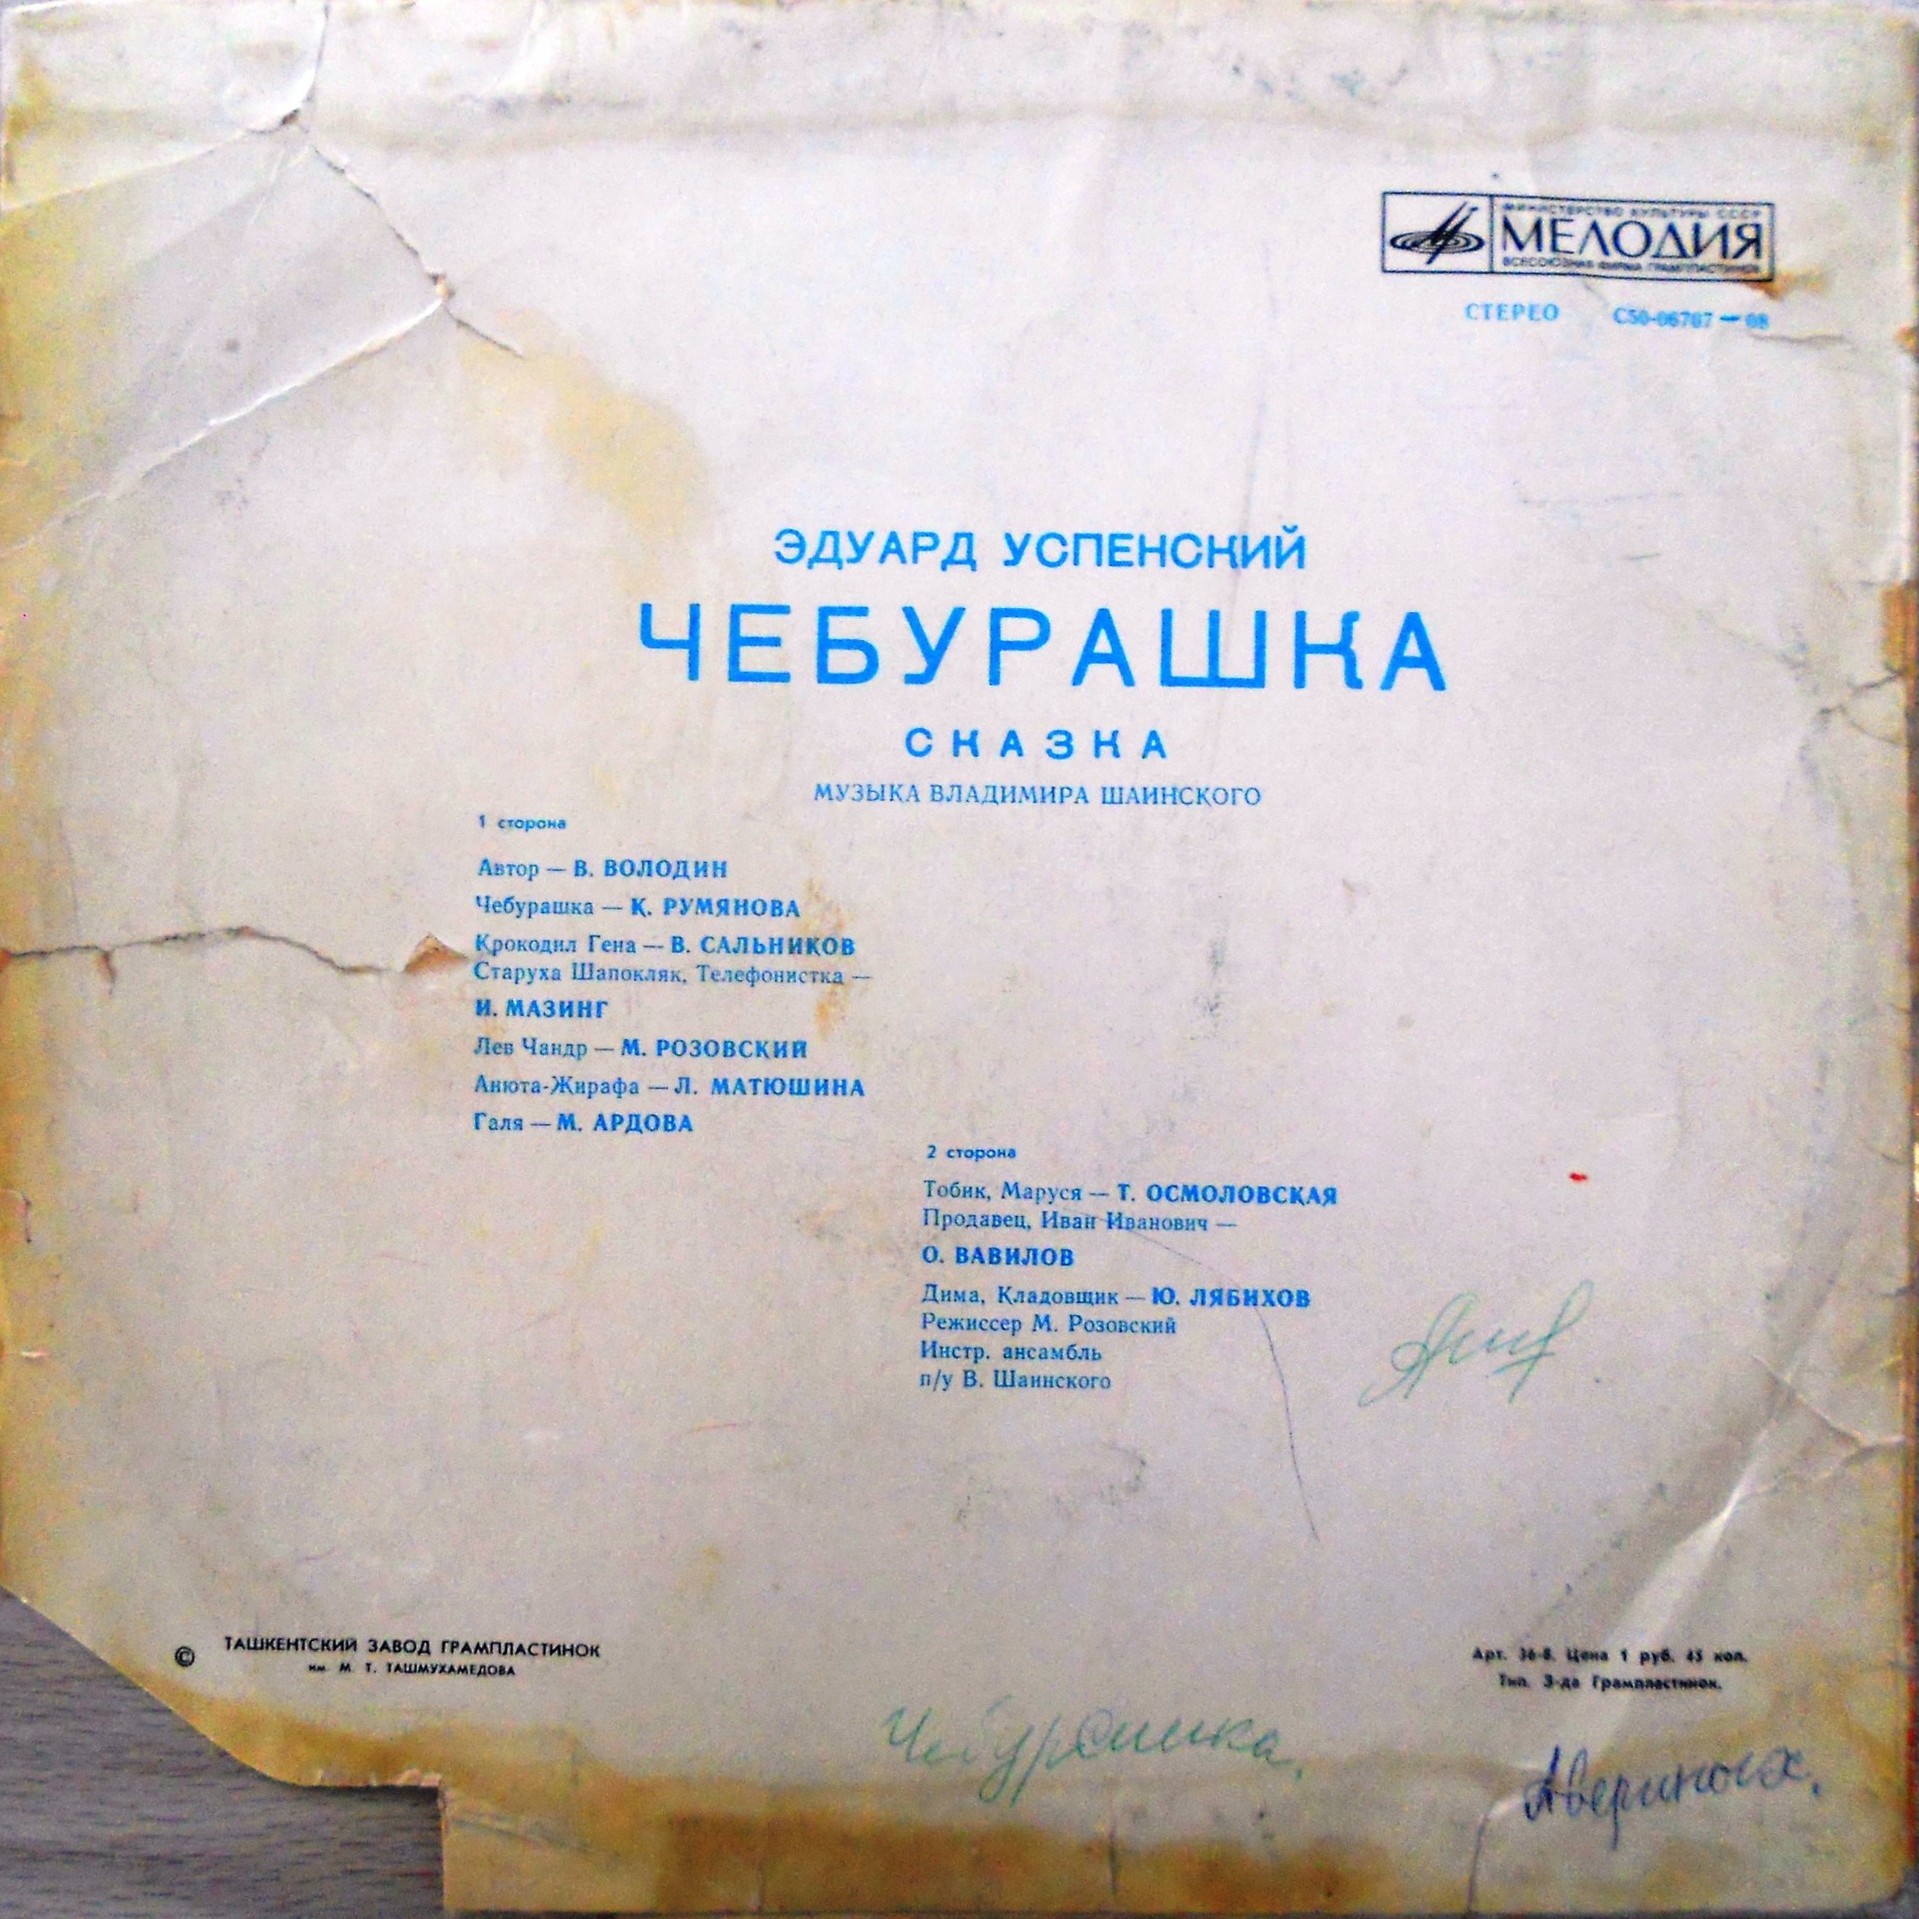 МИНИСТЕРСТВО КУЛЬТУРЫ СССР
МЕЛОДИЯ
ВСЕСОЮЗНАЯ ФИРМА ГРАМПЛАСТИНОК
СТЕРЕО С50-06707—08
ЭДУАРД УСПЕНСКИЙ
ЧЕБУРАШКА
СКАЗКА
МУЗЫКА ВЛАДИМИРА ШАИНСКОГО
1 сторона
Автор — В. ВОЛОДИН
Чебурашка — К. РУМЯНОВА
Крокодил Гена — В. САЛЬНИКОВ
Старуха Шапокляк, Телефонистка —
И. МАЗИНГ
Лев Чандр — М. РОЗОВСКИЙ
Анюта-Жирафа — Л. МАТЮШИНА
Галя — М. АРДОВА
2 сторона
Тобик, Маруся — Т. ОСМОЛОВСКАЯ
Продавец, Иван Иванович —
О. ВАВИЛОВ
Дима, Кладовщик — Ю. ЛЯБИХОВ
Режиссер М. Розовский
Инстр. ансамбль
п/у В. Шаинского
© ТАШКЕНТСКИЙ ЗАВОД ГРАМПЛАСТИНОК
им. М. Т. ТАШМУХАМЕДОВА
Арт. 36-8. Цена 1 руб. 45 коп.
Тип. З-да Грампластинок.
Чебурашка.
Авериных.